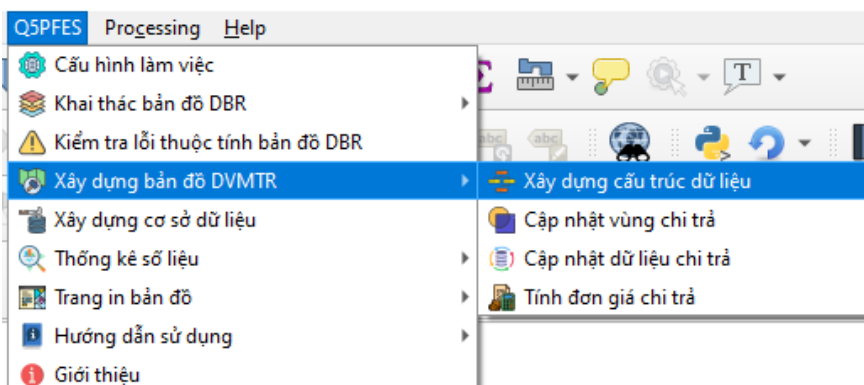 Q5PFES Processing Help
Cấu hình làm việc
Khai thác bản đồ DBR
Kiểm tra lỗi thuộc tính bản đồ DBR
Xây dựng bản đồ DVMTR
Xây dựng cấu trúc dữ liệu
Xây dựng cơ sở dữ liệu
Cập nhật vùng chi trả
Thống kê số liệu
Cập nhật dữ liệu chi trả
Trang in bản đồ
Tính đơn giá chi trả
Hướng dẫn sử dụng
Giới thiệu
T
abc
abc